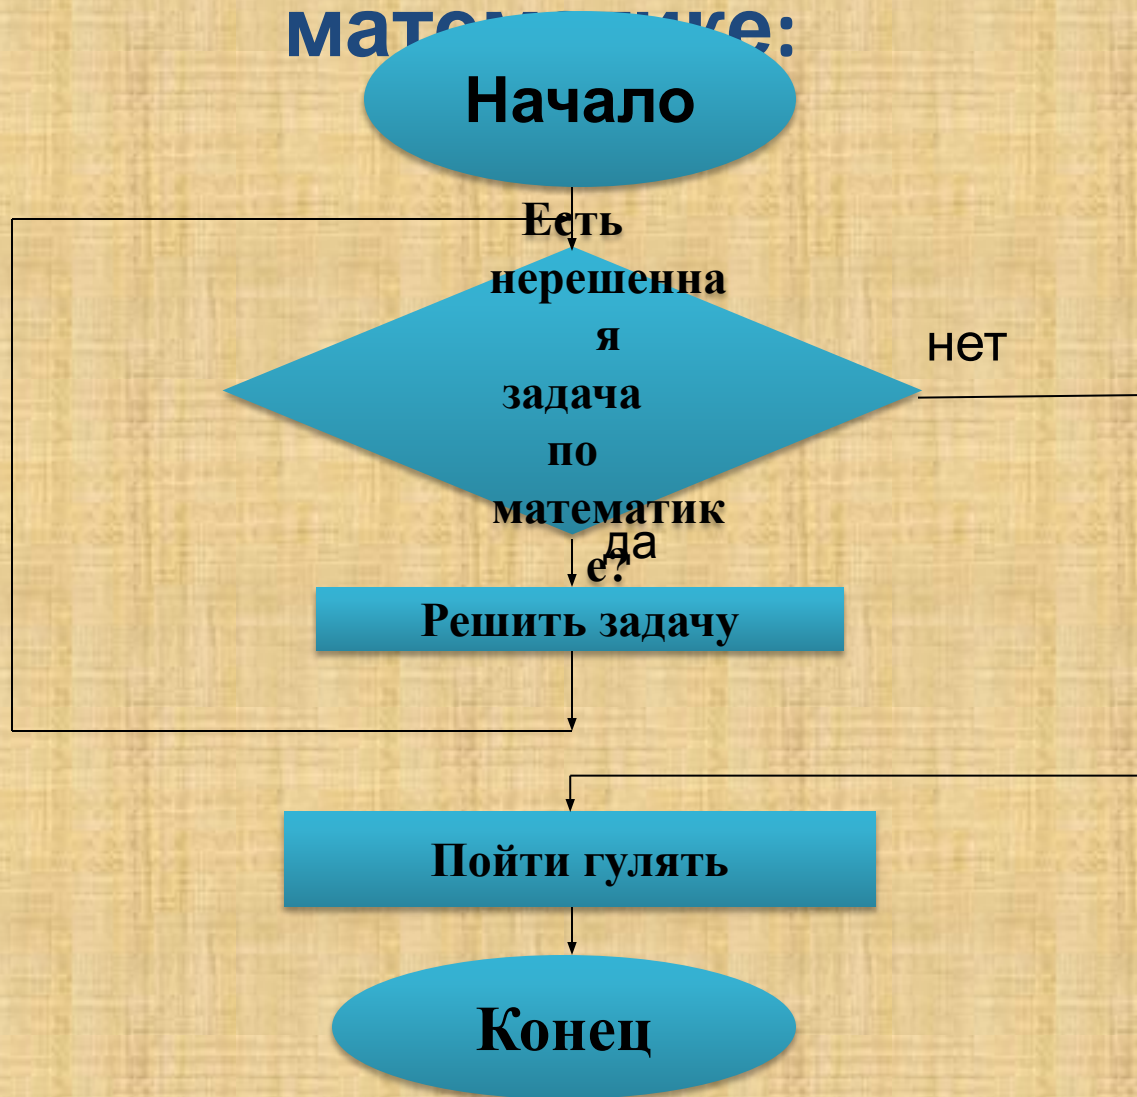 Начало
Есть
нерешенна
я
задача
по
математик
е?
нет
да
Решить задачу
Пойти гулять
Конец